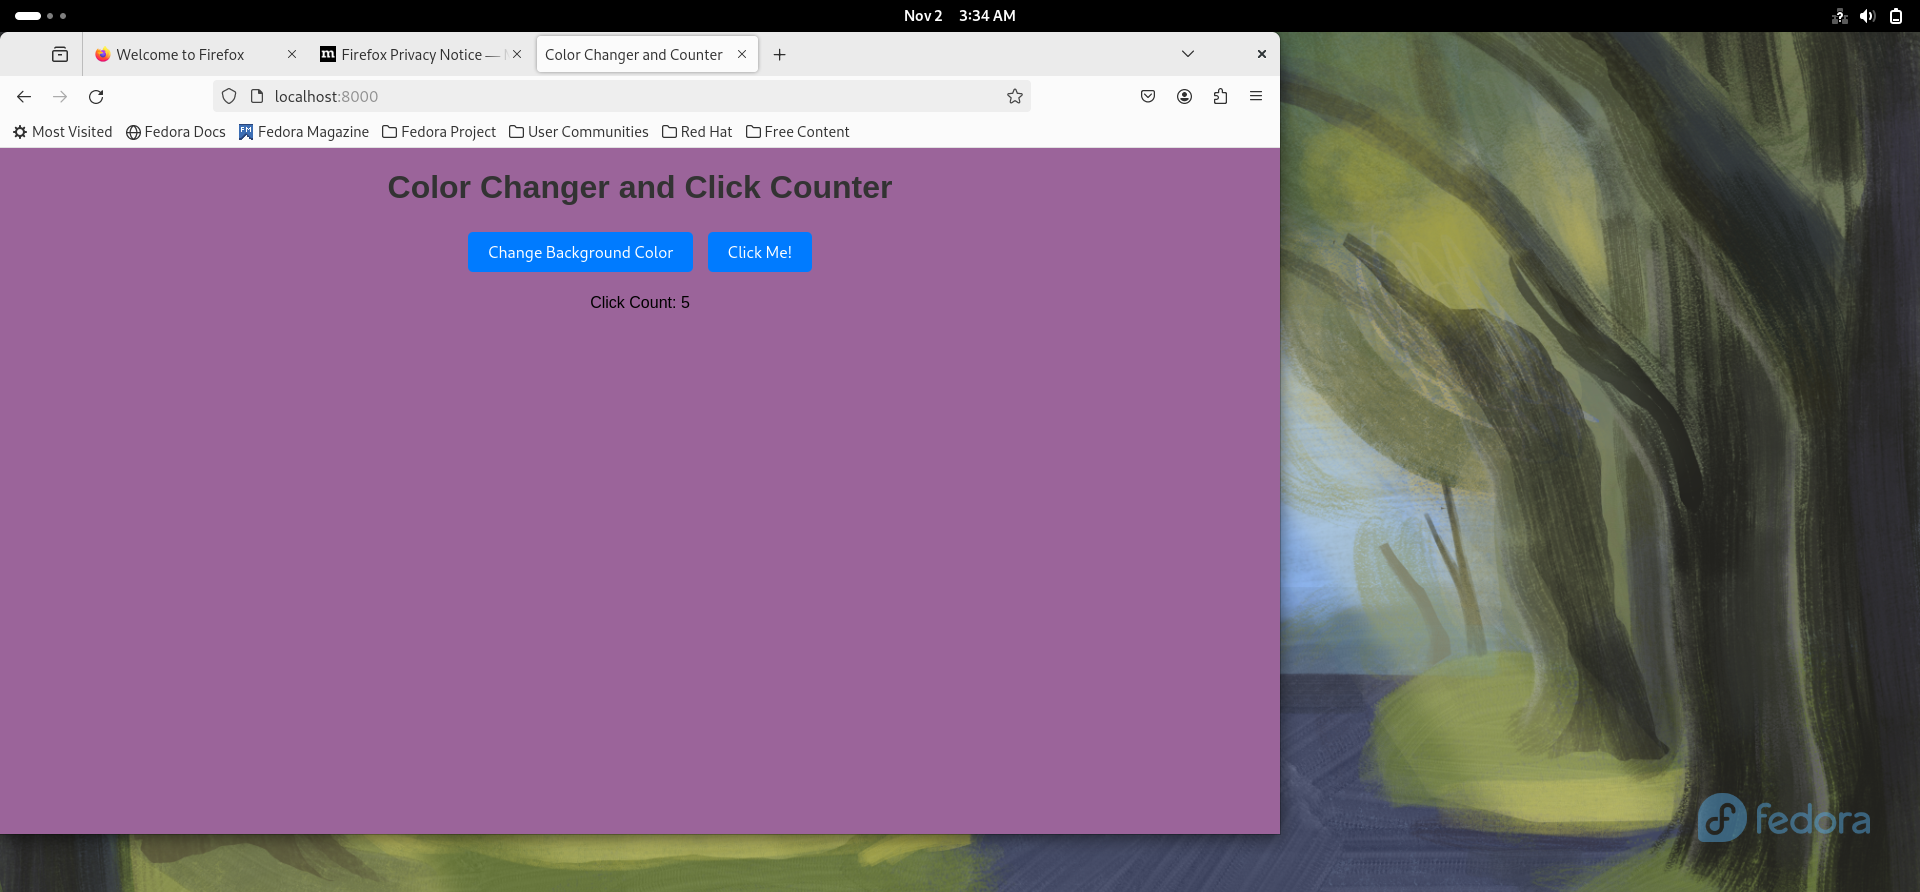 Nov 2 3:34 AM
Welcome to Firefox
m Firefox Privacy Notice —
Color Changer and Counter
localhost:8000
Most Visited
Fedora Docs
FM Fedora Magazine
Fedora Project
User Communities
Red Hat
Free Content
Color Changer and Click Counter
Change Background Color
Click Me!
Click Count: 5
fedora